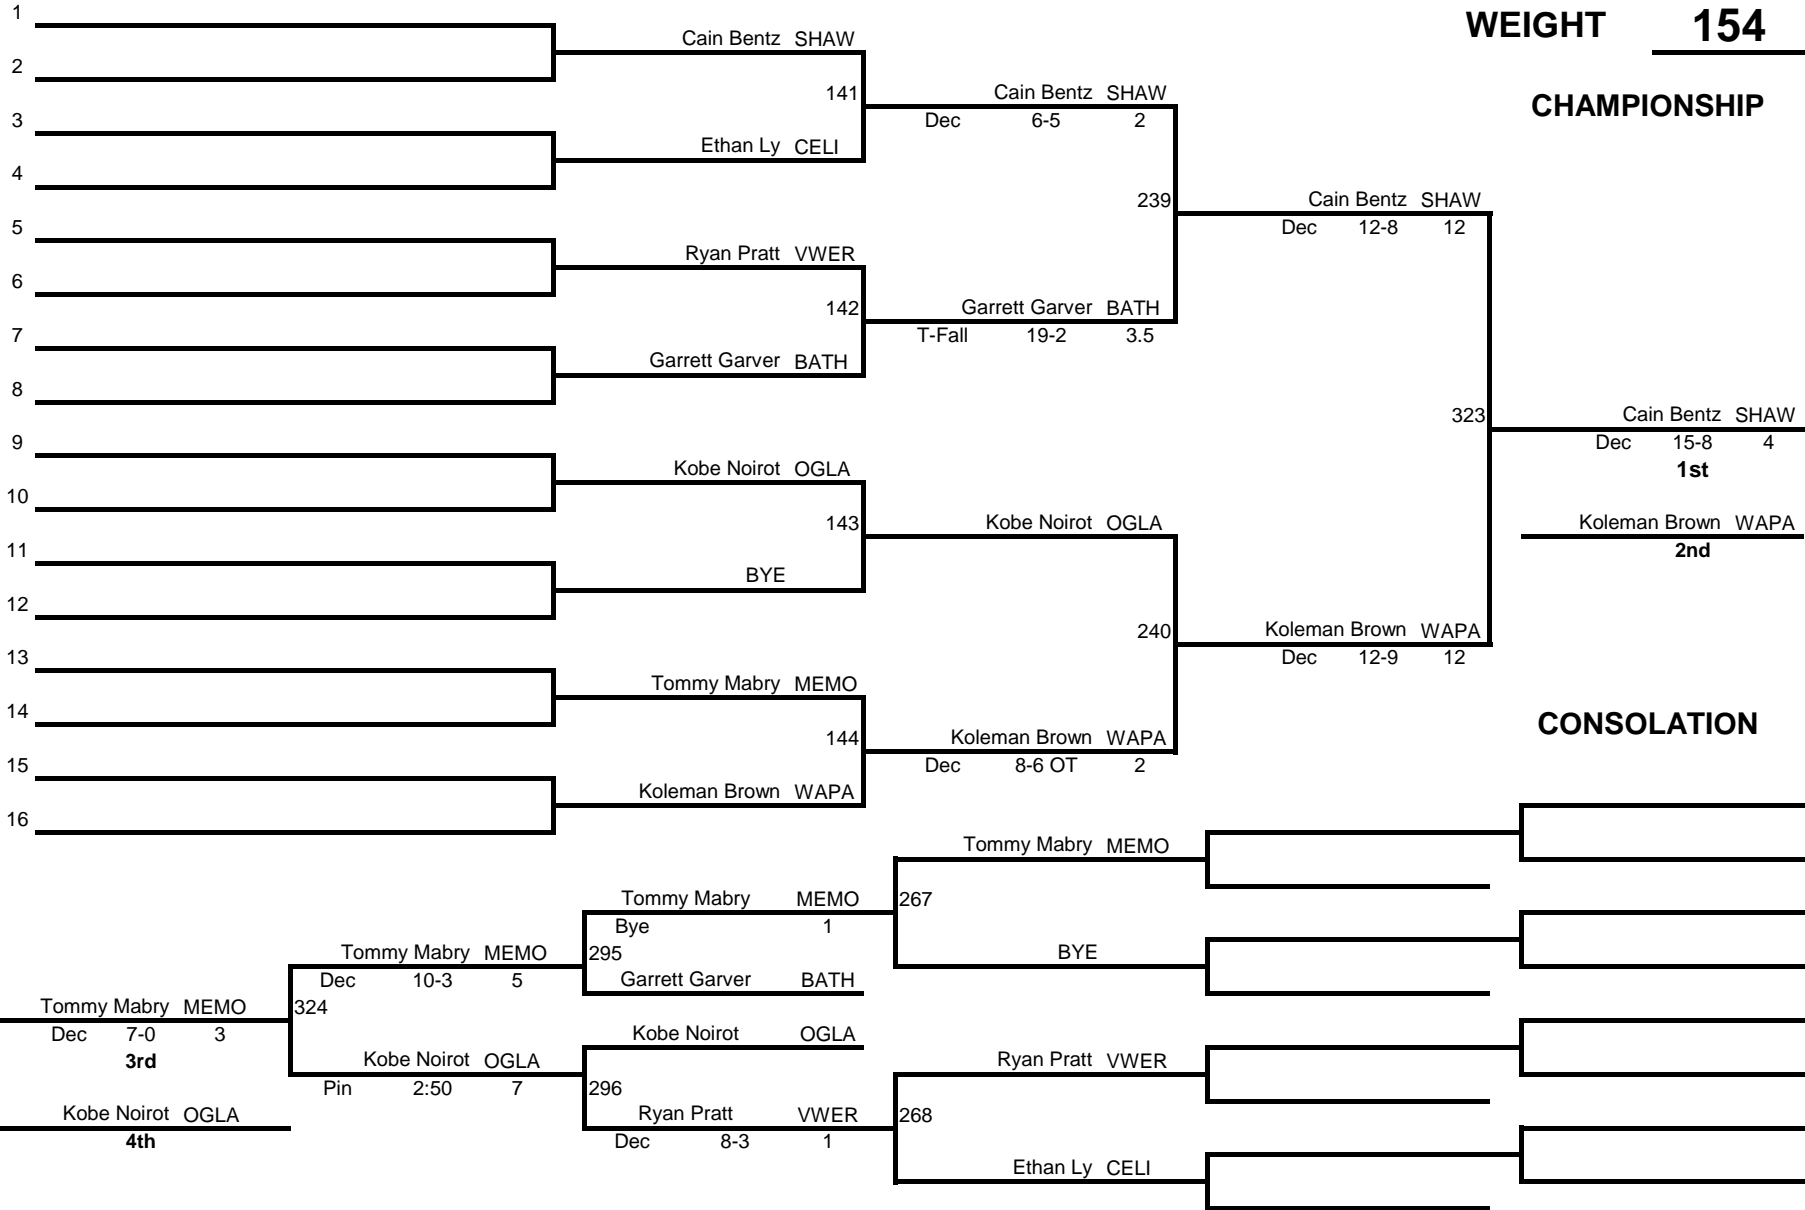 WEIGHT 154
CHAMPIONSHIP
1
2
3
4
5
6
7
8
9
10
11
12
13
14
15
16
Cain Bentz SHAW
141
Ethan Ly CELI
Ryan Pratt VWER
142
Garrett Garver BATH
Kobe Noirot OGLA
143
BYE
Tommy Mabry MEMO
144
Koleman Brown WAPA
Cain Bentz SHAW
Dec 6-5 2
239
Garrett Garver BATH
T-Fall 19-2 3.5
Kobe Noirot OGLA
240
Koleman Brown WAPA
Dec 8-6 OT 2
Cain Bentz SHAW
Dec 12-8 12
323
Koleman Brown WAPA
Dec 12-9 12
Cain Bentz SHAW
Dec 15-8 4
1st
Koleman Brown WAPA
2nd
CONSOLATION
Tommy Mabry MEMO
267
BYE
Ryan Pratt VWER
268
Ethan Ly CELI
Tommy Mabry MEMO
Bye 1
295
Garrett Garver BATH
Kobe Noirot OGLA
296
Ryan Pratt VWER
Dec 8-3 1
Tommy Mabry MEMO
Dec 10-3 5
324
Kobe Noirot OGLA
Pin 2:50 7
Tommy Mabry MEMO
Dec 7-0 3
3rd
Kobe Noirot OGLA
4th